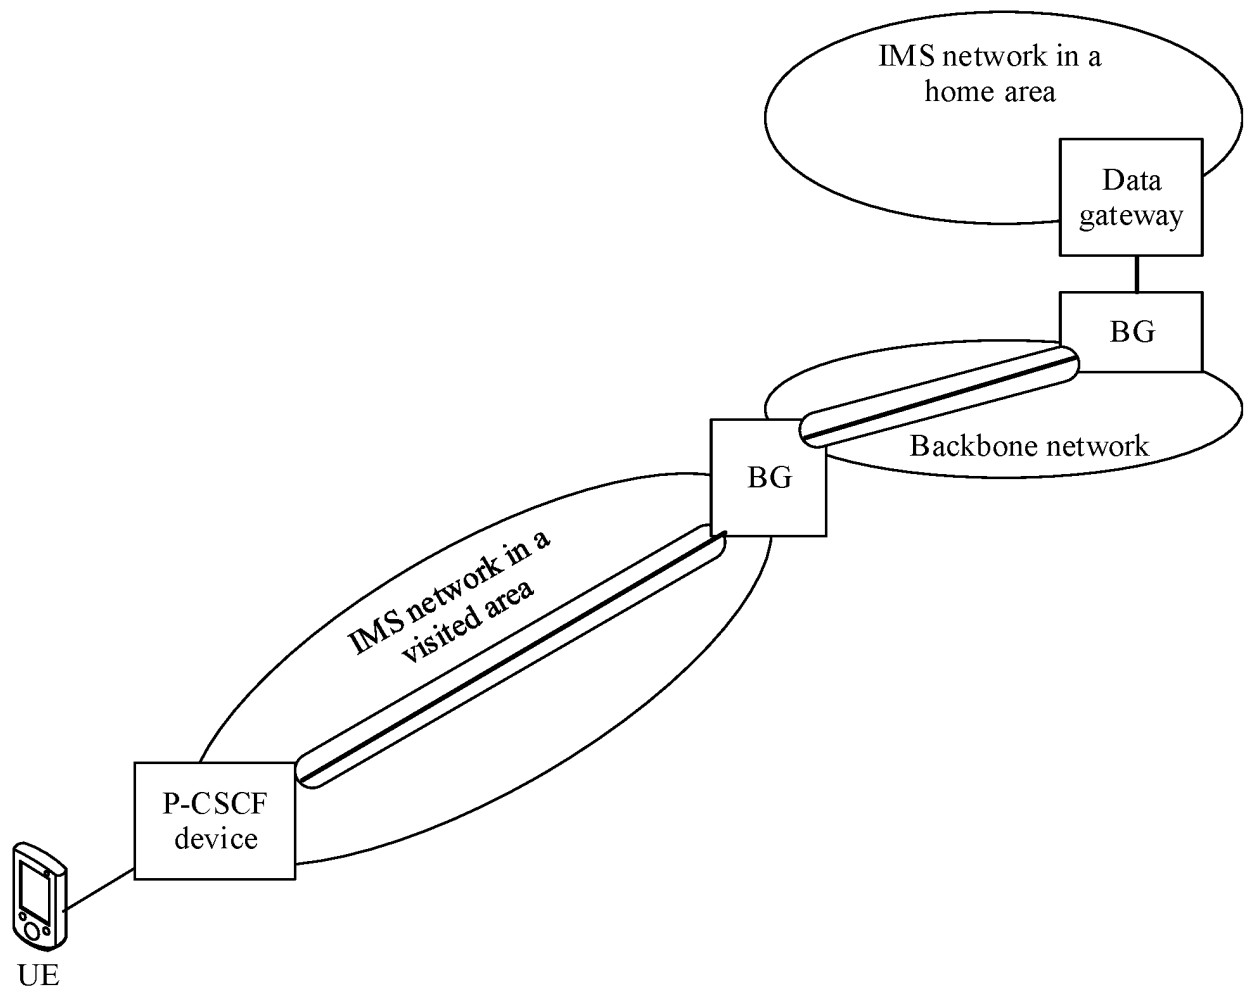 IMS network in a
home area
Data
gateway
BG
Backbone network
BG
IMS network in a
visited area
P-CSCF
device
UE